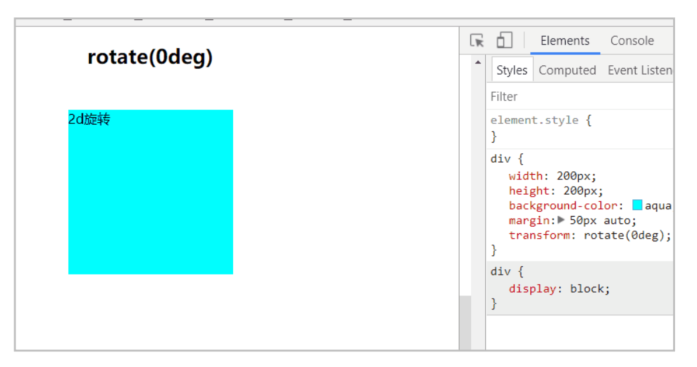 rotate(0deg)
2d旋转
Elements Console
Styles Computed Event Listen
Filter
element.style {
}
div {
width: 200px;
height: 200px;
background-color: aqua
margin: 50px auto;
transform: rotate(0deg);
}
div {
display: block;
}